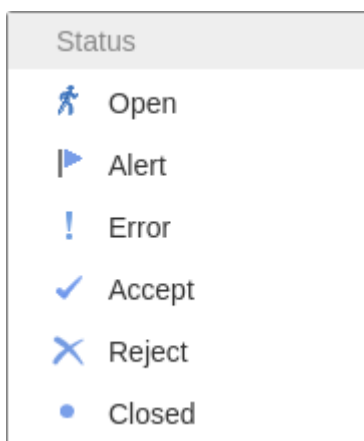 Status
Open
Alert
Error
Accept
Reject
Closed